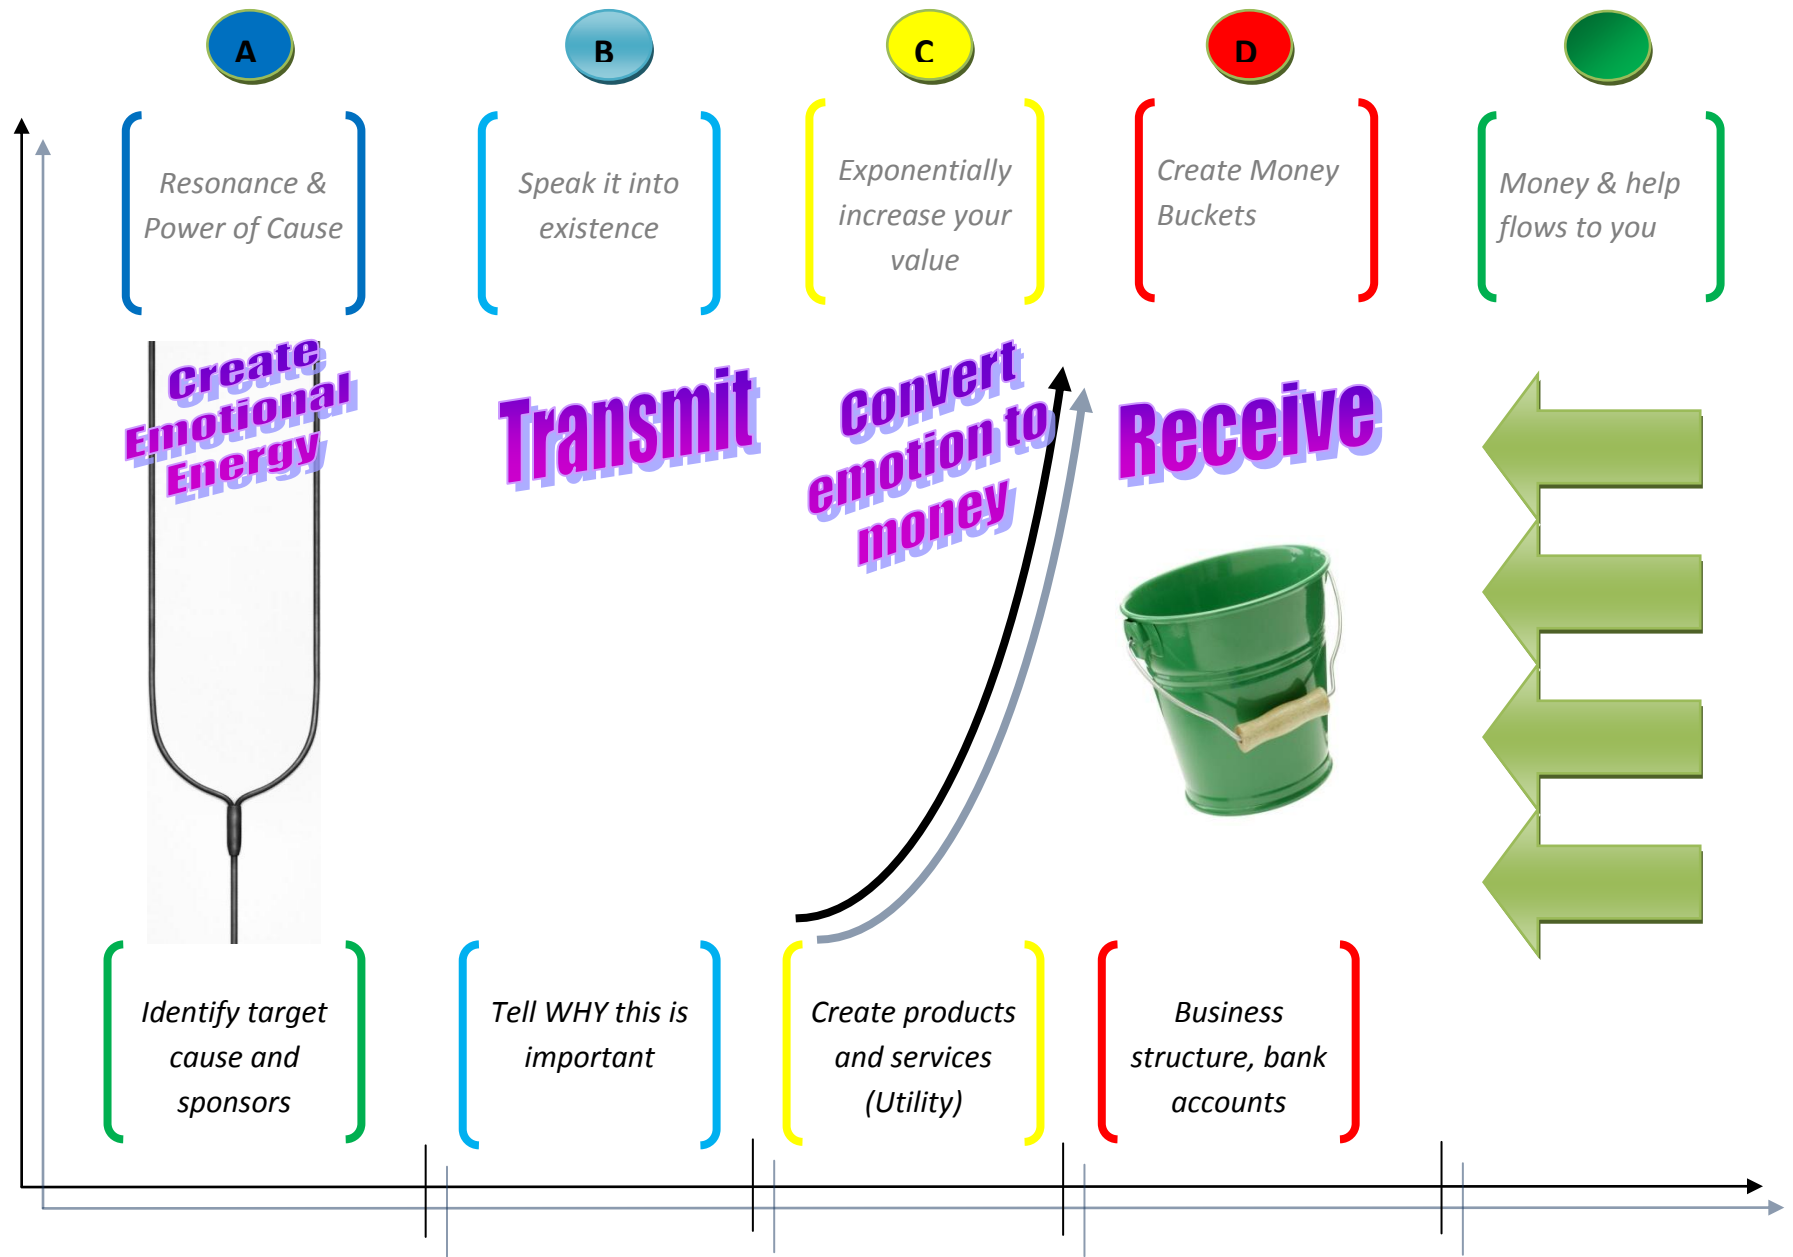 A
B
C
D
Resonance &
Power of Cause
Speak it into
existence
Exponentially
increase your
value
Create Money
Buckets
Money & help
flows to you
Create
Emotional
Energy
Transmit
Convert
emotion to
money
Receive
Identify target
cause and
sponsors
Tell WHY this is
important
Create products
and services
(Utility)
Business
structure, bank
accounts